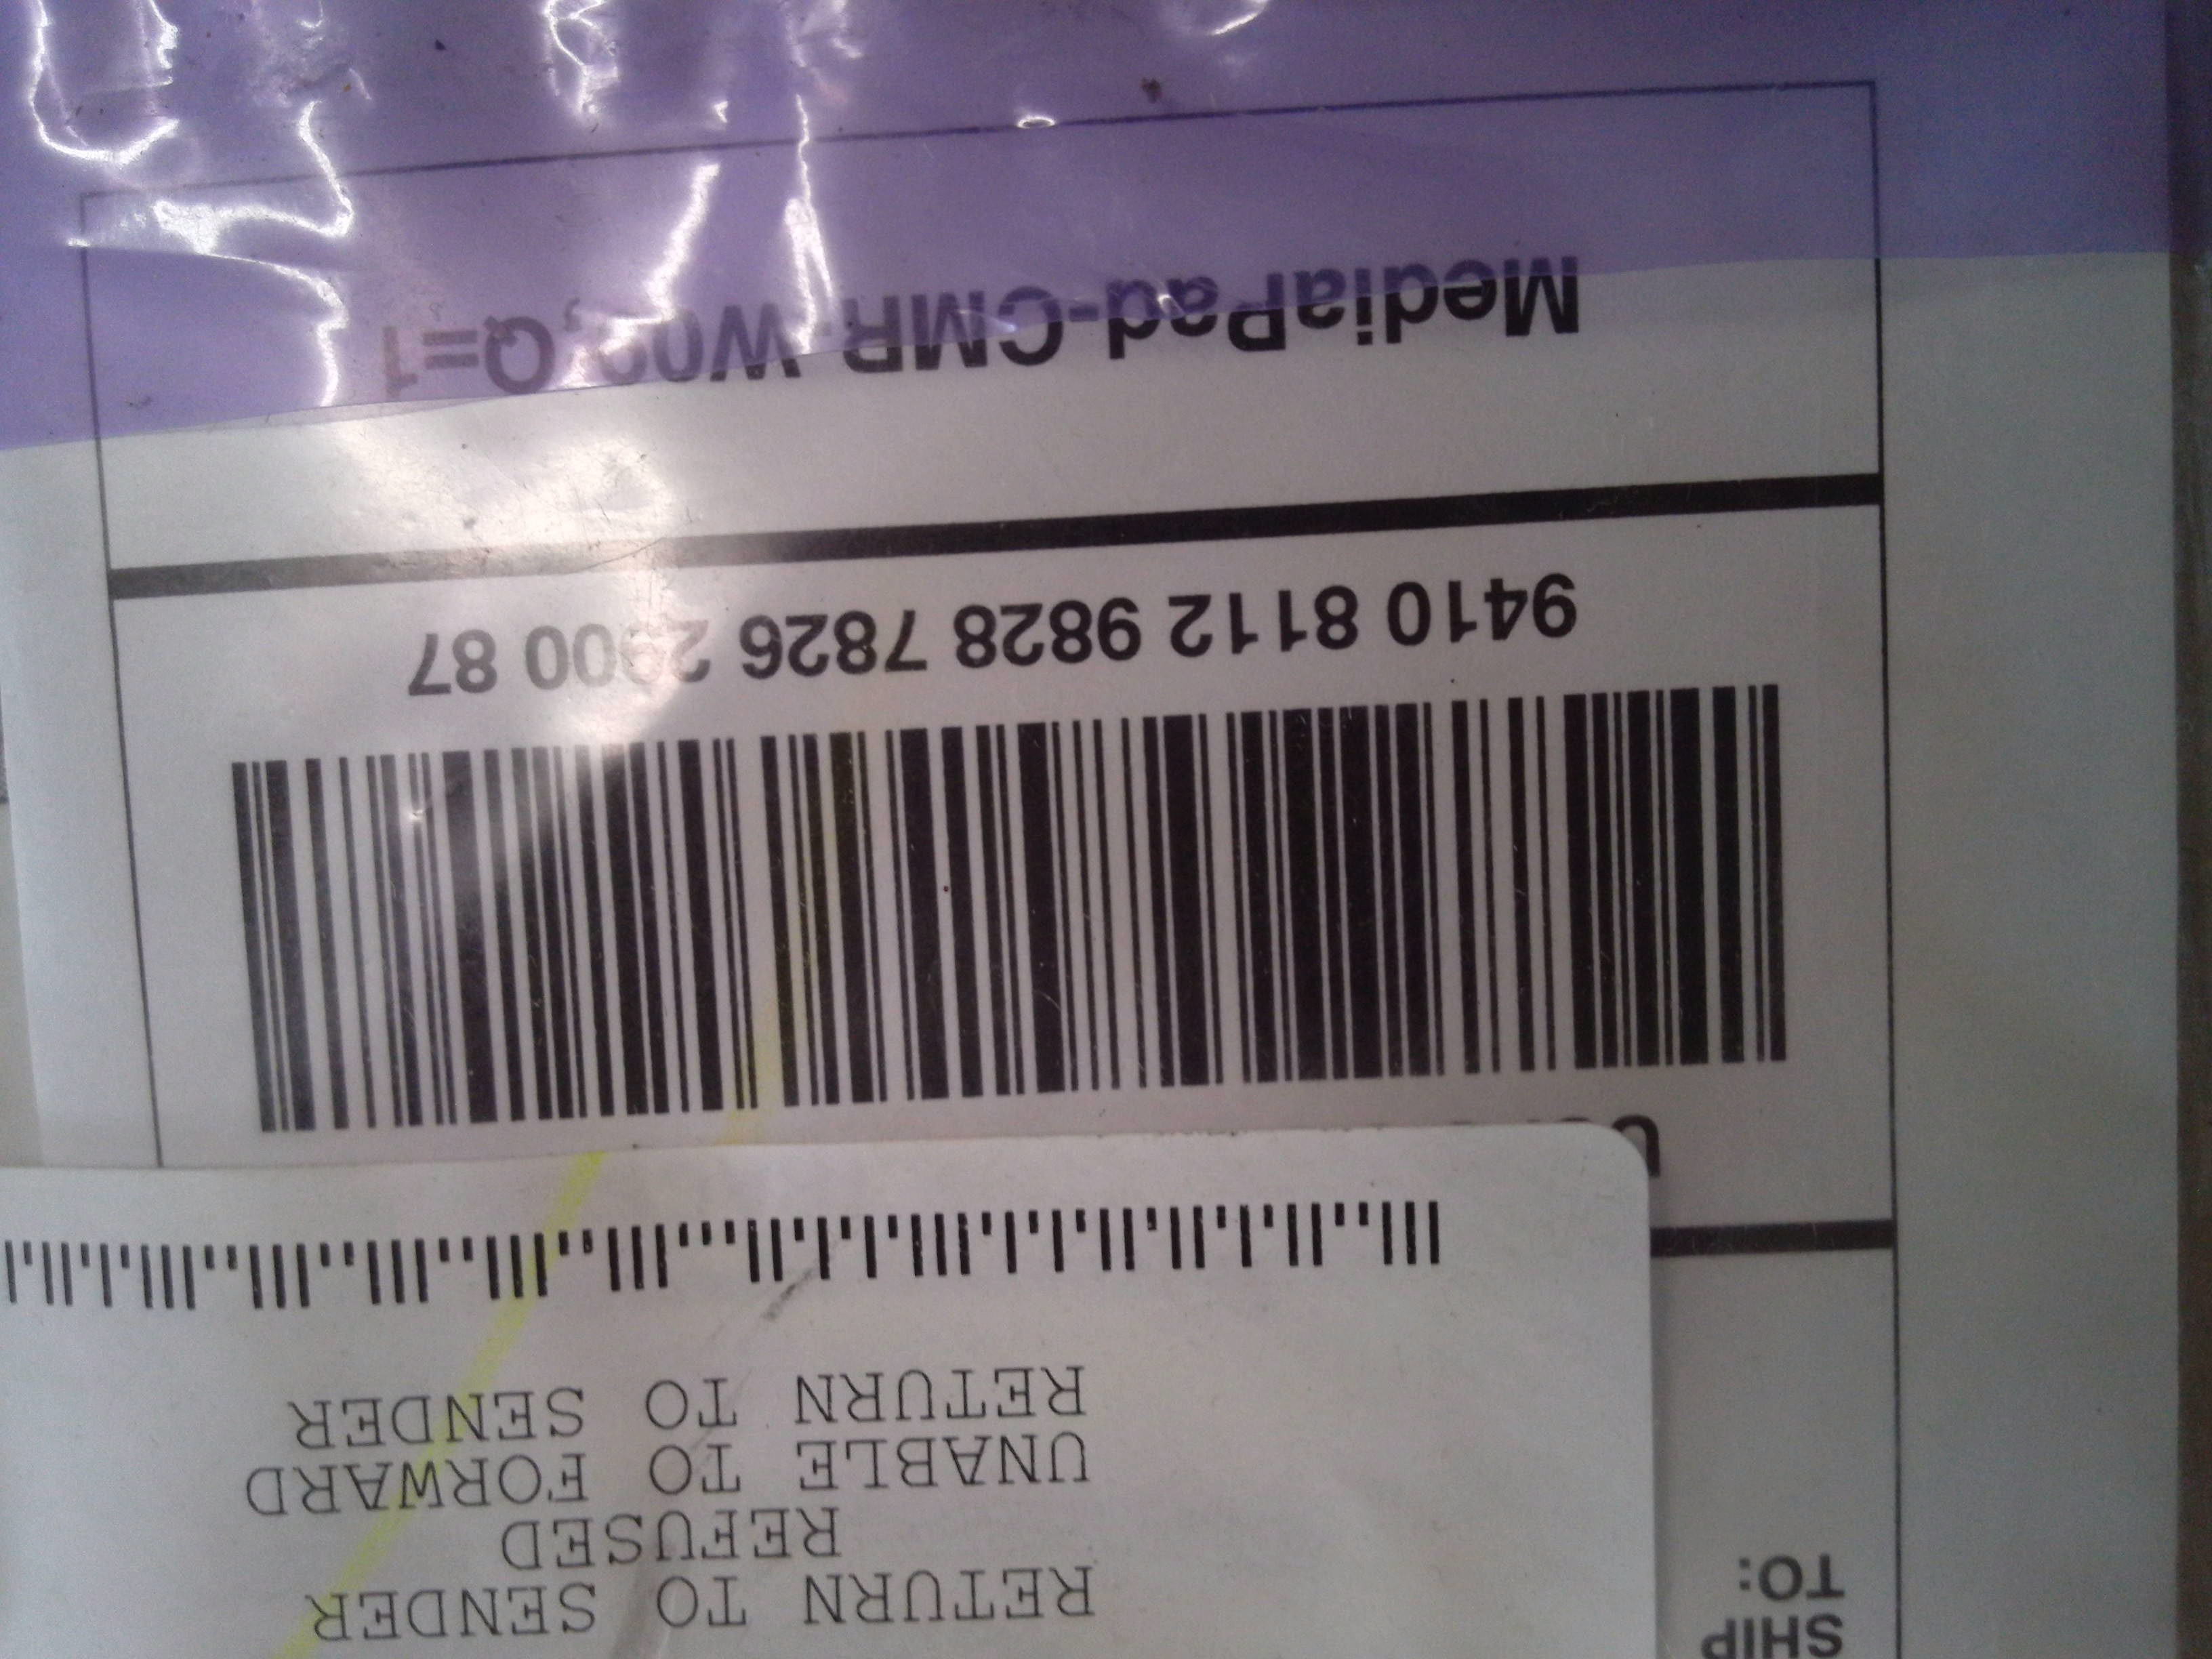 SHIP
TO:
RETURN TO SENDER
REFUSED
UNABLE TO FORWARD
RETURN TO SENDER
9410 8112 9828 7826 2900 87
MediaPad-CMR-W09, Q=1